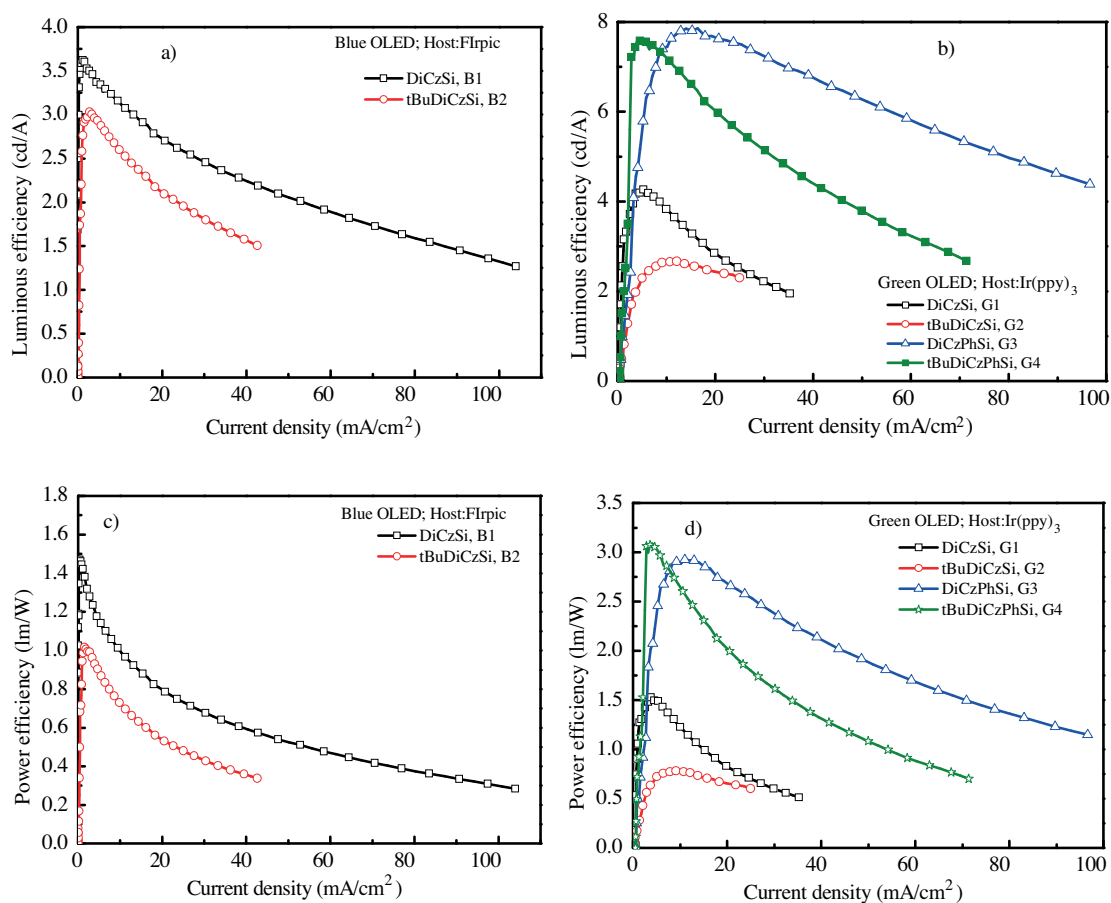 a)
Blue OLED; Host:FIrpic
DiCzSi, B1
tBuDiCzSi, B2
Luminous efficiency (cd/A)
4.0
3.5
3.0
2.5
2.0
1.5
1.0
0.5
0.0
0 20 40 60 80 100
Current density (mA/cm²)
b)
Green OLED; Host:Ir(ppy)₃
DiCzSi, G1
tBuDiCzSi, G2
DiCzPhSi, G3
tBuDiCzPhSi, G4
Luminous efficiency (cd/A)
8
6
4
2
0
0 20 40 60 80 100
Current density (mA/cm²)
c)
Blue OLED; Host:FIrpic
DiCzSi, B1
tBuDiCzSi, B2
Power efficiency (lm/W)
1.8
1.6
1.4
1.2
1.0
0.8
0.6
0.4
0.2
0.0
0 20 40 60 80 100
Current density (mA/cm²)
d)
Green OLED; Host:Ir(ppy)₃
DiCzSi, G1
tBuDiCzSi, G2
DiCzPhSi, G3
tBuDiCzPhSi, G4
Power efficiency (lm/W)
3.5
3.0
2.5
2.0
1.5
1.0
0.5
0.0
0 20 40 60 80 100
Current density (mA/cm²)